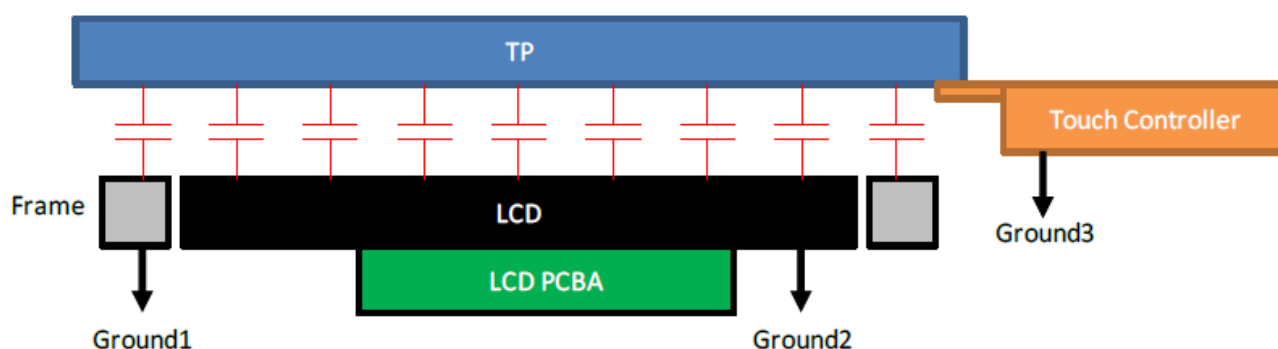 TP
Touch Controller
Frame
LCD
Ground3
LCD PCBA
Ground1
Ground2